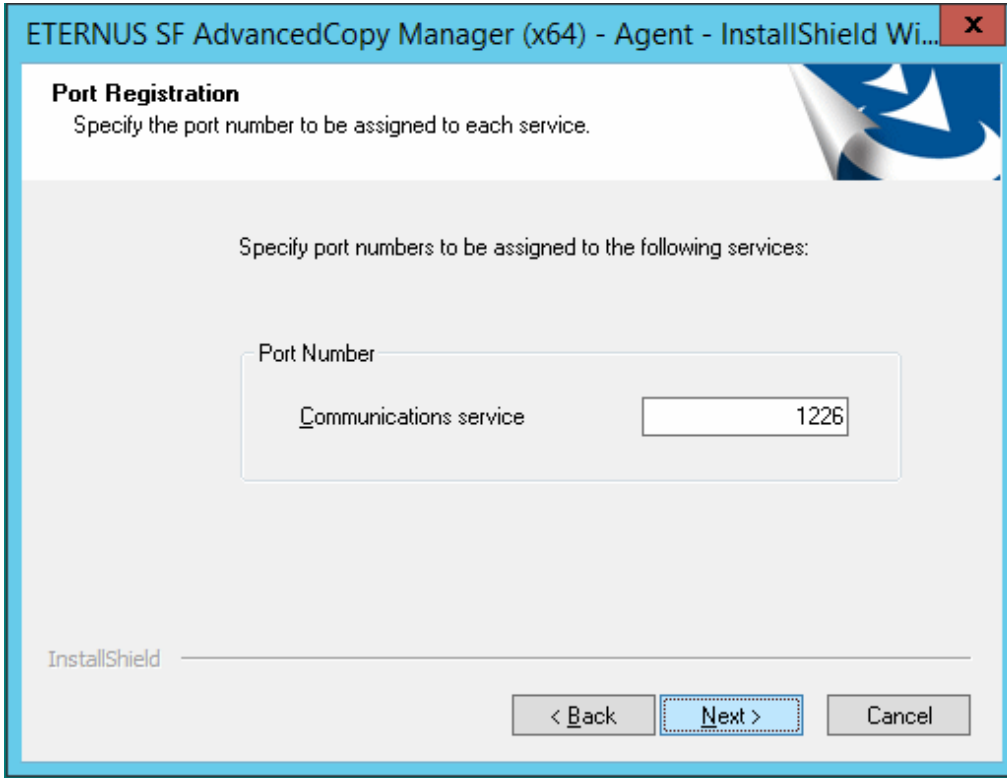 ETERNUS SF AdvancedCopy Manager (x64) - Agent - InstallShield Wi...
x
Port Registration
Specify the port number to be assigned to each service.
Specify port numbers to be assigned to the following services:
Port Number
Communications service 1226
InstallShield
< Back Next > Cancel